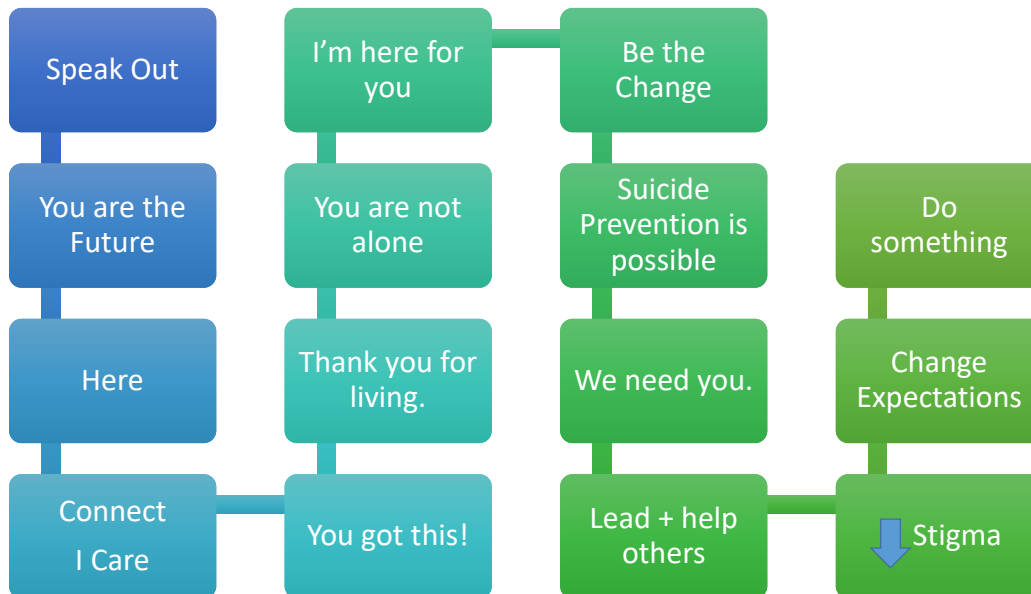 Speak Out
You are the
Future
Here
Connect
I Care
You got this!
Thank you for
living.
You are not
alone
I’m here for
you
Be the
Change
Suicide
Prevention is
possible
We need you.
Lead + help
others
Stigma
Change
Expectations
Do
something